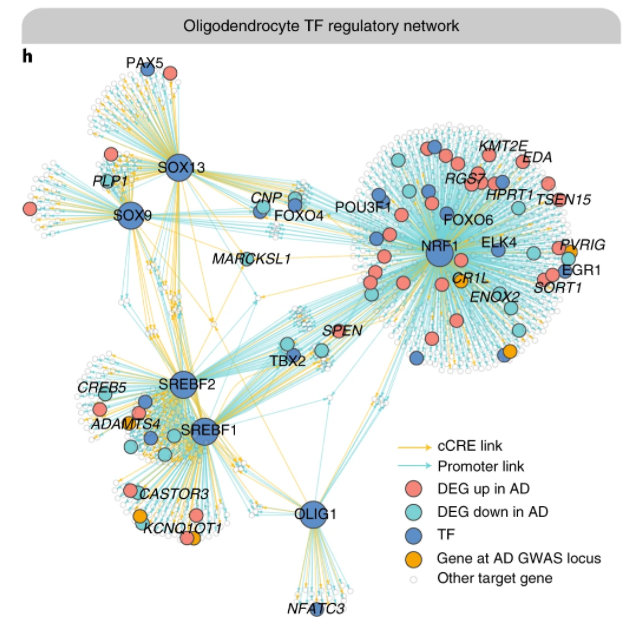 Oligodendrocyte TF regulatory network
h
PAX5
KMT2E
EDA
SOX13
RGS7
PLP1
HPRT1
TSEN15
CNP
POU3F1
SOX9
FOXO4
FOXO6
NRF1
ELK4
PVRIG
MARCKSL1
EGR1
CR1L
SORT1
ENOX2
SPEN
TBX2
SREBF2
CREB5
ADAMTS4
SREBF1
cCRE link
Promoter link
DEG up in AD
CASTOR3
DEG down in AD
OLIG1
KCNQ1OT1
TF
Gene at AD GWAS locus
Other target gene
NFATC3